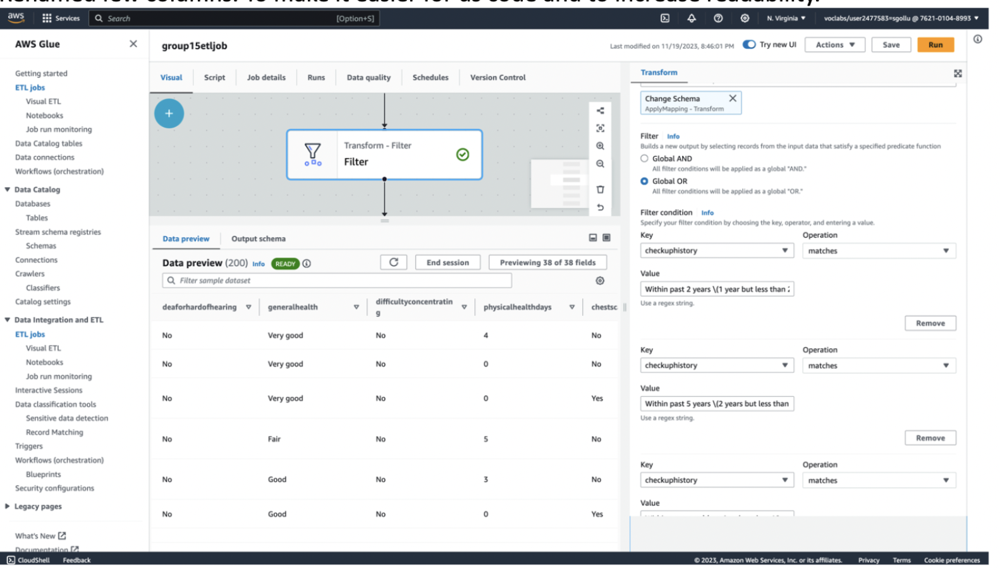 Renamed few columns. To make it easier for us code and to increase readability.
aws Services Search [Option+S] N. Virginia voclabs/user2477583=sgollu @ 7621-0104-8993
AWS Glue
Getting started
ETL jobs
Visual ETL
Notebooks
Job run monitoring
Data Catalog tables
Data connections
Workflows (orchestration)
Data Catalog
Databases
Tables
Stream schema registries
Schemas
Connections
Crawlers
Classifiers
Catalog settings
Data Integration and ETL
ETL jobs
Visual ETL
Notebooks
Job run monitoring
Interactive Sessions
Data classification tools
Sensitive data detection
Record Matching
Triggers
Workflows (orchestration)
Blueprints
Security configurations
Legacy pages
What's New
Documentation
group15etljob
Last modified on 11/19/2023, 8:46:01 PM Try new UI Actions Save Run
Visual Script Job details Runs Data quality Schedules Version Control
Transform - Filter
Filter
Data preview Output schema
Data preview (200) Info READY End session Previewing 38 of 38 fields
Filter sample dataset
deaforhardofhearing generalhealth difficultyconcentratin physicalhealthdays chestsc
g
No Very good No 4 No
No Very good No 0 No
No Very good No 0 Yes
No Fair No 5 No
No Good No 3 No
No Good No 0 Yes
Transform
Change Schema
ApplyMapping - Transform
Filter Info
Builds a new output by selecting records from the input data that satisfy a specified predicate function
Global AND
All filter conditions will be applied as a global "AND."
Global OR
All filter conditions will be applied as a global "OR."
Filter condition Info
Specify your filter condition by choosing the key, operator, and entering a value.
Key Operation
checkuphistory matches
Value
Within past 2 years \(1 year but less than 2
Use a regex string.
Remove
Key Operation
checkuphistory matches
Value
Within past 5 years \(2 years but less than
Use a regex string.
Remove
Key Operation
checkuphistory matches
Value
CloudShell Feedback © 2023, Amazon Web Services, Inc. or its affiliates. Privacy Terms Cookie preferences